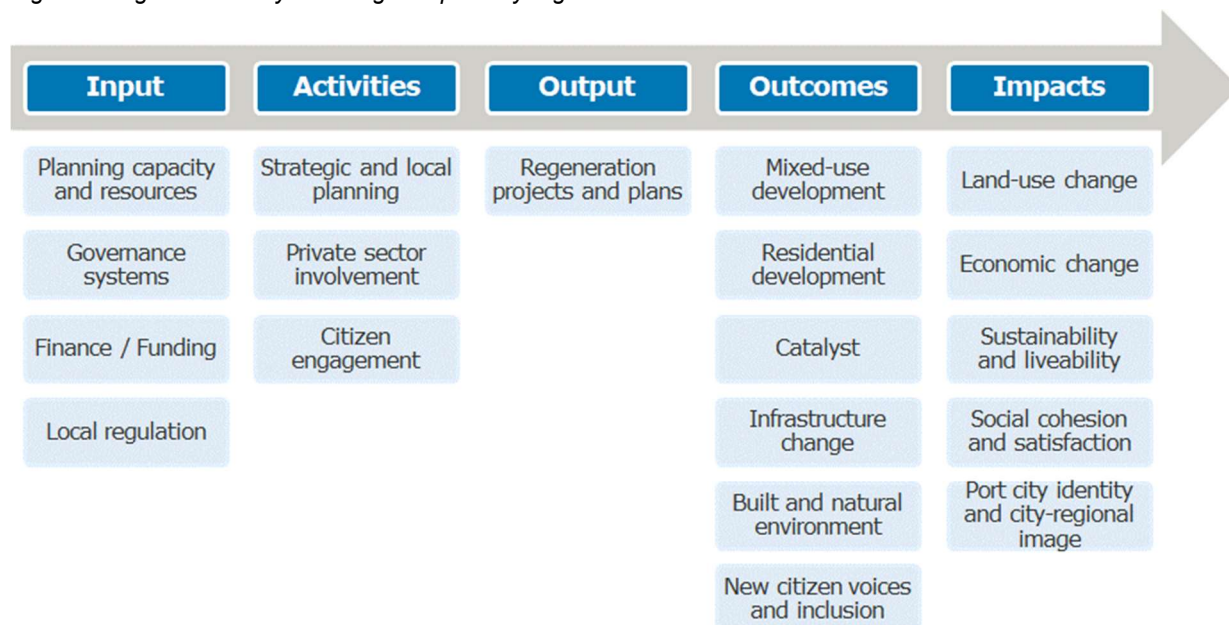 Input
Activities
Output
Outcomes
Impacts
Planning capacity
and resources
Governance
systems
Finance / Funding
Local regulation
Strategic and local
planning
Private sector
involvement
Citizen
engagement
Regeneration
projects and plans
Mixed-use
development
Residential
development
Catalyst
Infrastructure
change
Built and natural
environment
New citizen voices
and inclusion
Land-use change
Economic change
Sustainability
and liveability
Social cohesion
and satisfaction
Port city identity
and city-regional
image